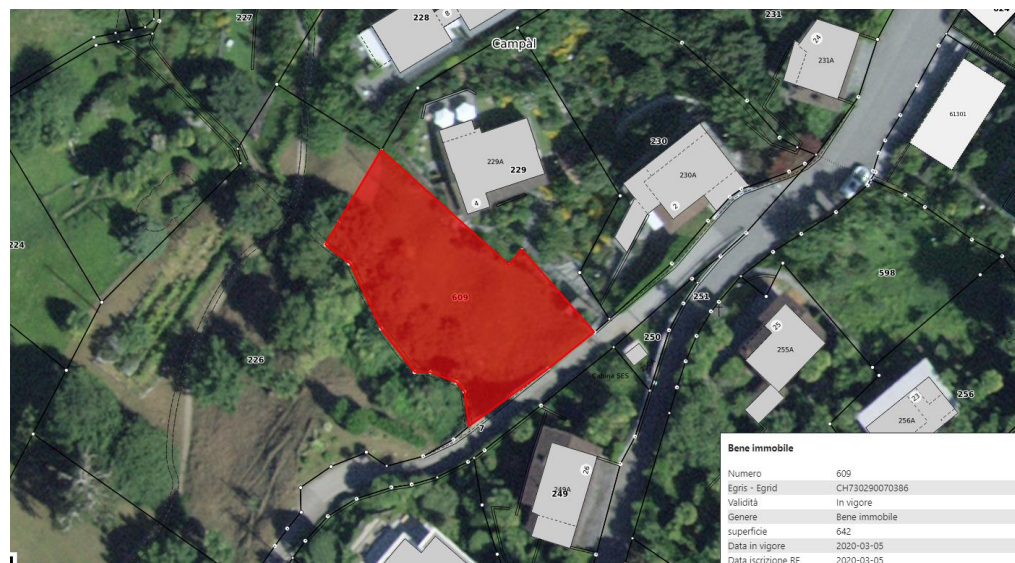 227
228
8
231
624
Campàl
24
231A
61301
229A
229
4
230
230A
2
224
609
598
251
226
250
Cabina SES
25
255A
7
23
256
256A
26
249A
249
Bene immobile
Numero 609
Egris - Egrid CH730290070386
Validità In vigore
Genere Bene immobile
superficie 642
Data in vigore 2020-03-05
Data iscrizione RF 2020-03-05